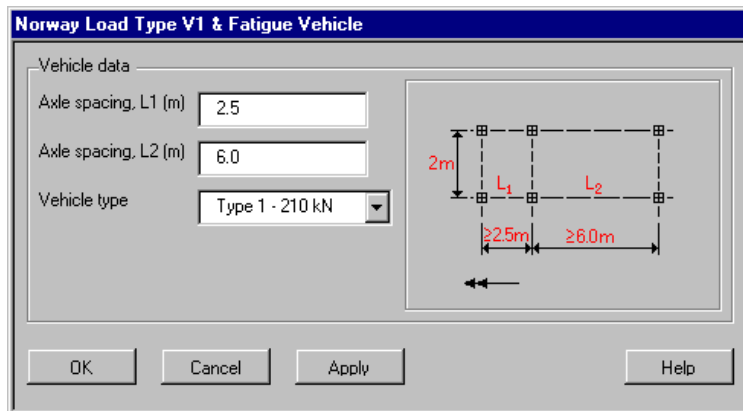 Norway Load Type V1 & Fatigue Vehicle
Vehicle data
Axle spacing, L1 (m)
2.5
Axle spacing, L2 (m)
6.0
Vehicle type
Type 1 - 210 kN
2m
L₁
L₂
≥2.5m
≥6.0m
OK
Cancel
Apply
Help